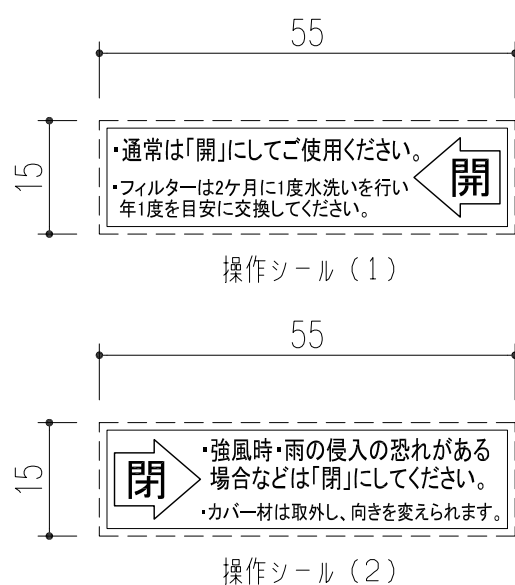 55
15
・通常は「開」にしてご使用ください。
・フィルターは2ケ月に1度水洗いを行い
年1度を目安に交換してください。
開
操作シール（1）
55
15
閉
・強風時・雨の侵入の恐れがある
場合などは「閉」にしてください。
・カバー材は取外し、向きを変えられます。
操作シール（2）